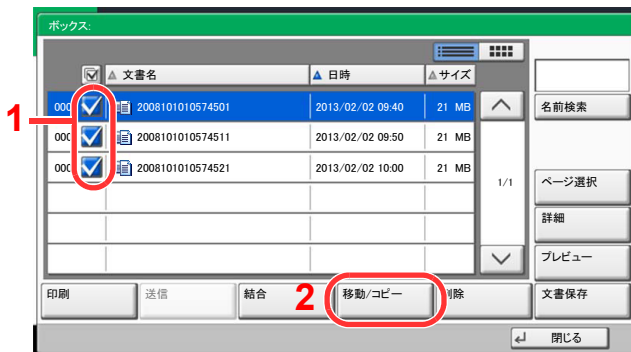 ボックス:
文書名 日時 サイズ
1
000 2008101010574501 2013/02/02 09:40 21 MB 名前検索
000 2008101010574511 2013/02/02 09:50 21 MB
000 2008101010574521 2013/02/02 10:00 21 MB
1/1 ページ選択
詳細
プレビュー
印刷 送信 結合 2 移動/コピー 削除 文書保存
閉じる